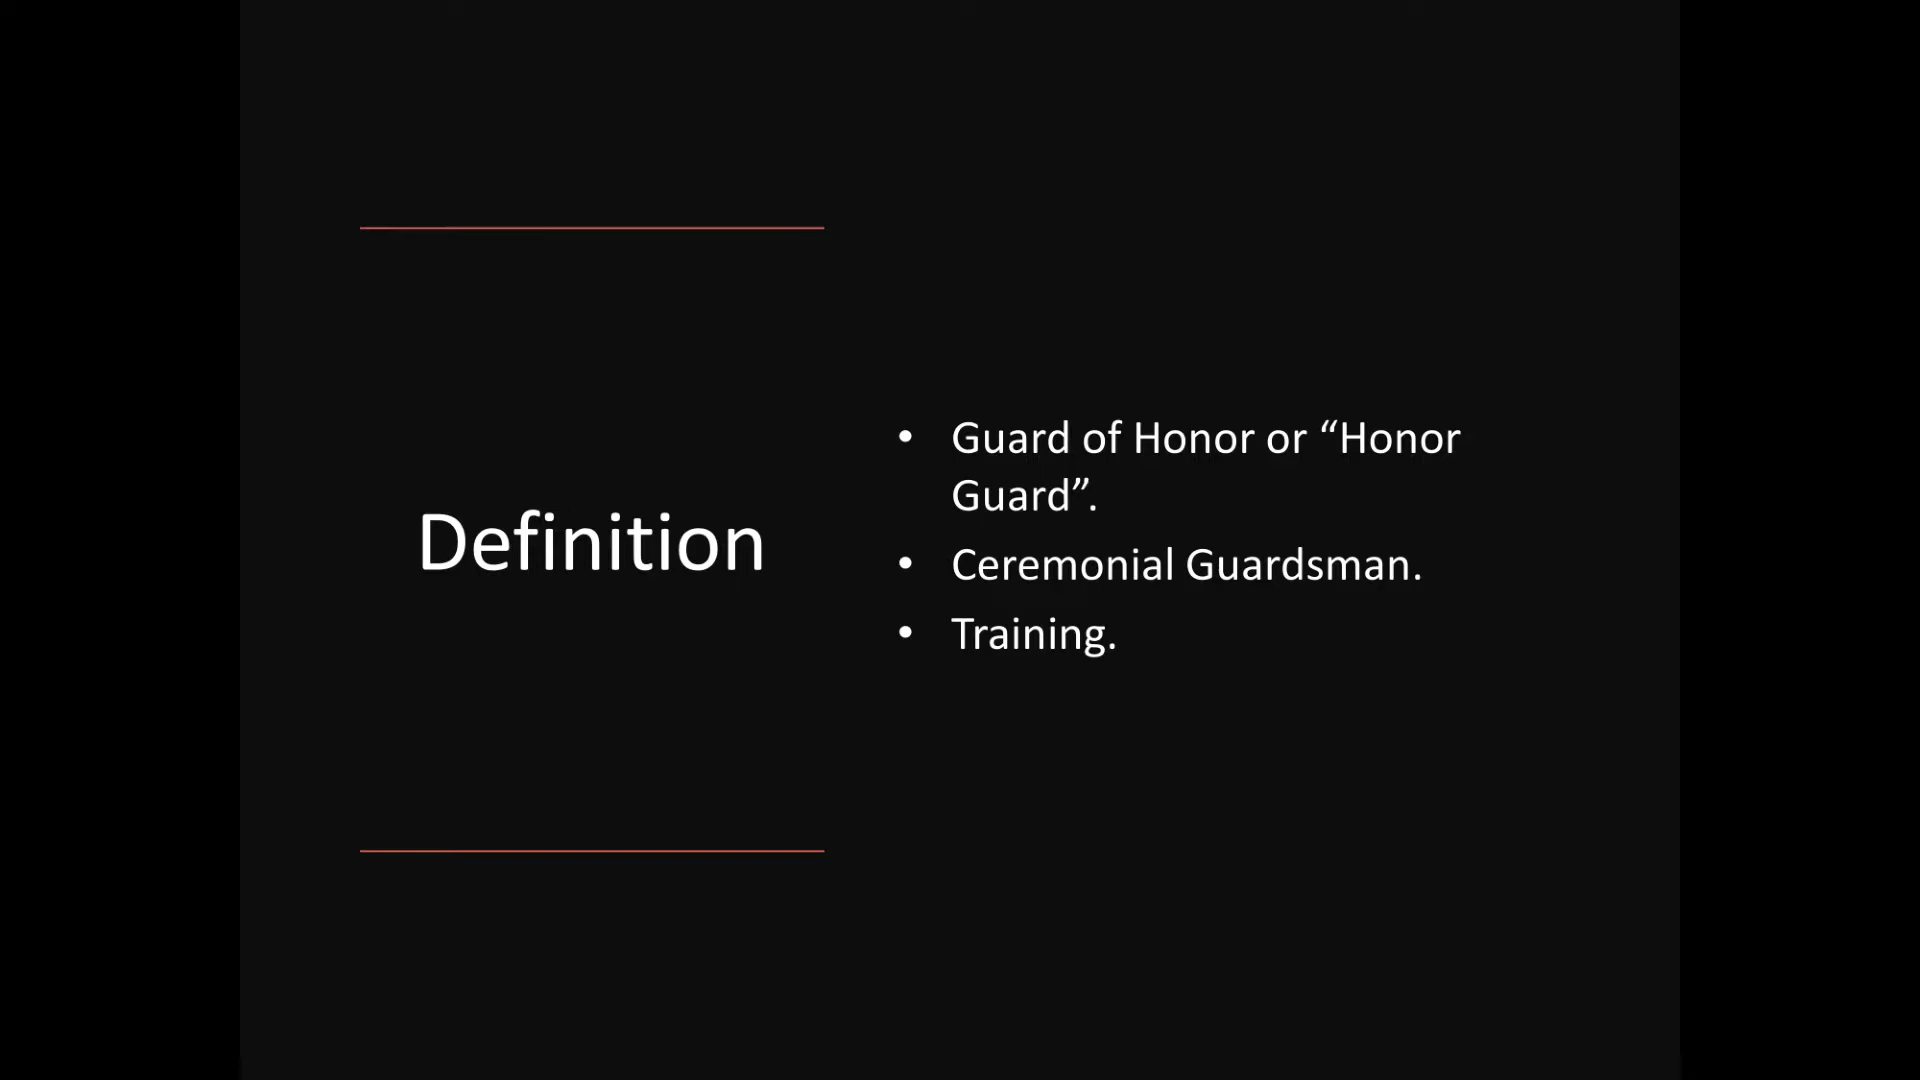 Definition
• Guard of Honor or “Honor
Guard”.
• Ceremonial Guardsman.
• Training.